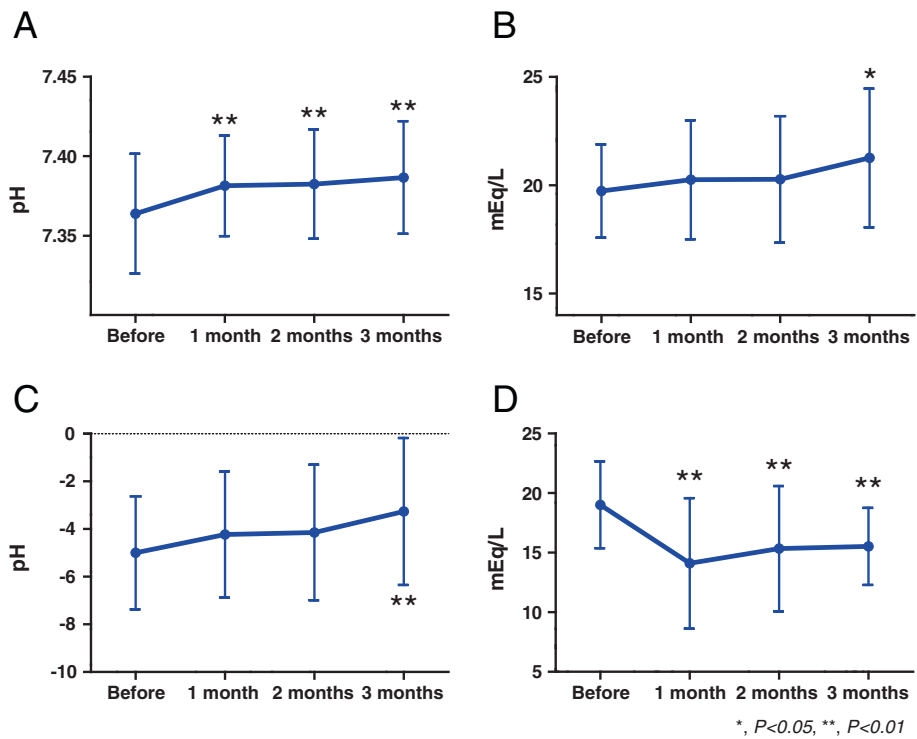 A
B
7.45
7.40
7.35
pH
** ** **
Before 1 month 2 months 3 months
25
20
15
mEq/L
*
Before 1 month 2 months 3 months
C
D
0
-2
-4
-6
-8
-10
pH
**
Before 1 month 2 months 3 months
25
20
15
10
5
mEq/L
** ** **
Before 1 month 2 months 3 months
*, P<0.05, **, P<0.01